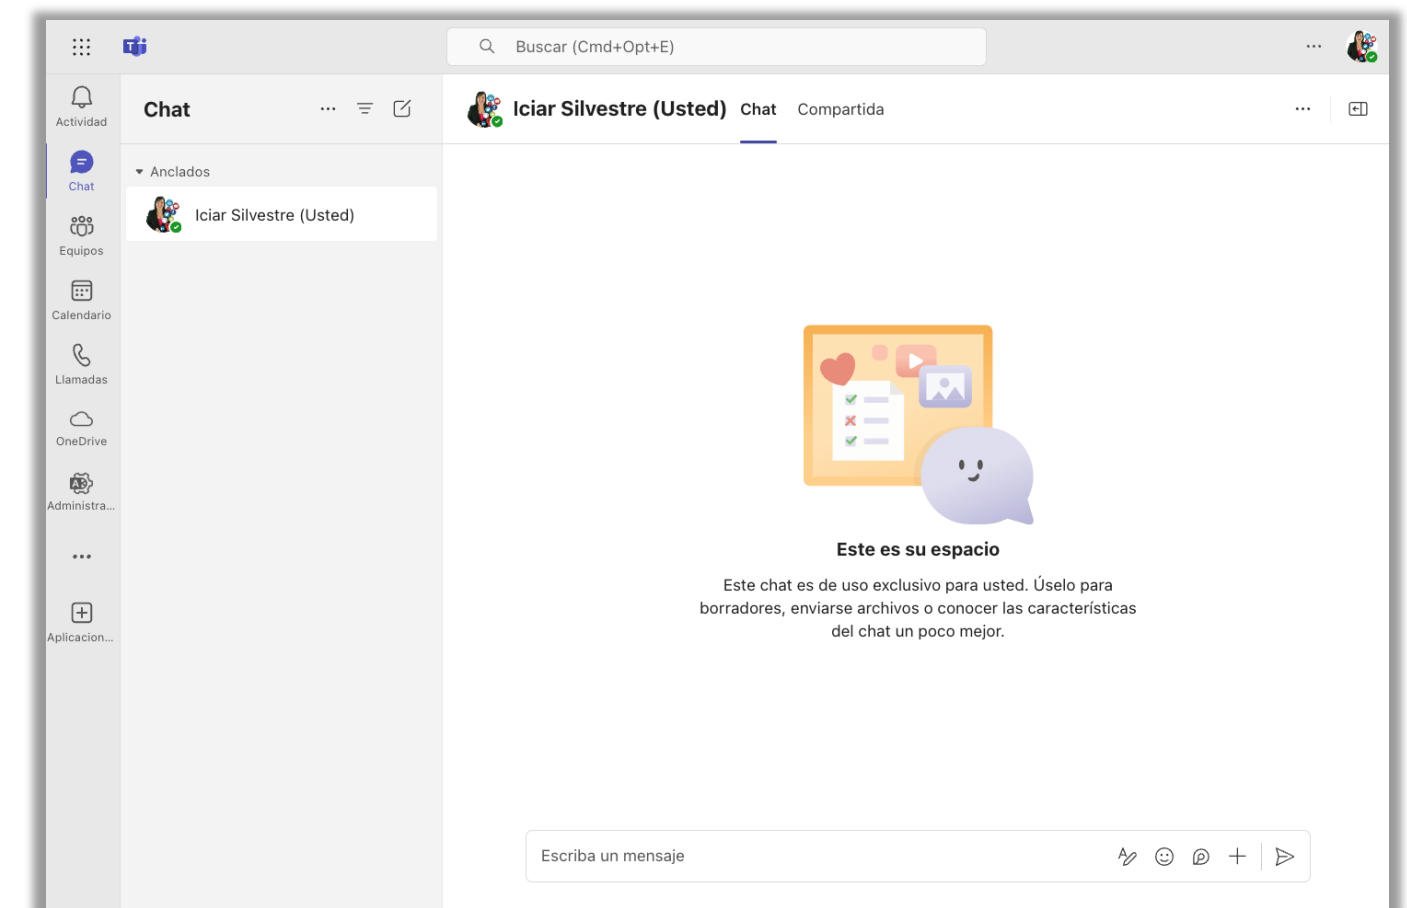 Buscar (Cmd+Opt+E)
Actividad
Chat
Equipos
Calendario
Llamadas
OneDrive
Administra...
Aplicacion...
Chat
Anclados
Iciar Silvestre (Usted)
Iciar Silvestre (Usted) Chat Compartida
Este es su espacio
Este chat es de uso exclusivo para usted. Úselo para
borradores, enviarse archivos o conocer las características
del chat un poco mejor.
Escriba un mensaje